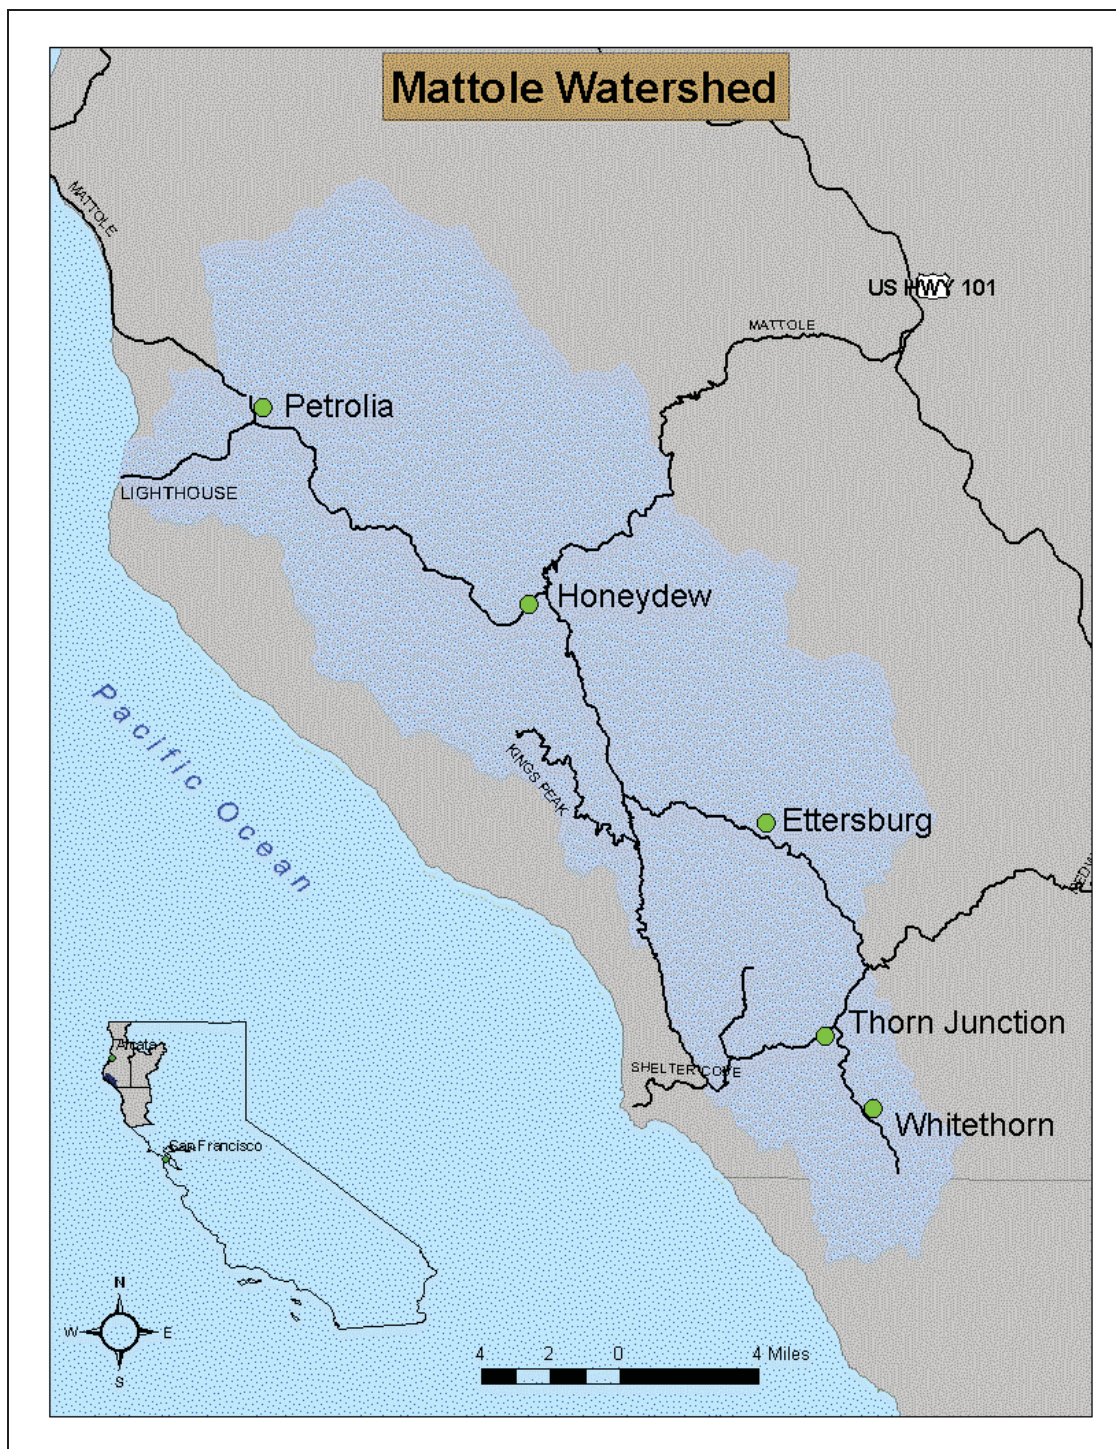 Mattole Watershed
MATTOLE
US HWY 101
MATTOLE
Petrolia
LIGHTHOUSE
Honeydew
Pacific Ocean
KINGS PEAK
Ettersburg
Thorn Junction
SHELTER COVE
Whitethorn
Arcata
San Francisco
N
W E
S
4 2 0 4 Miles